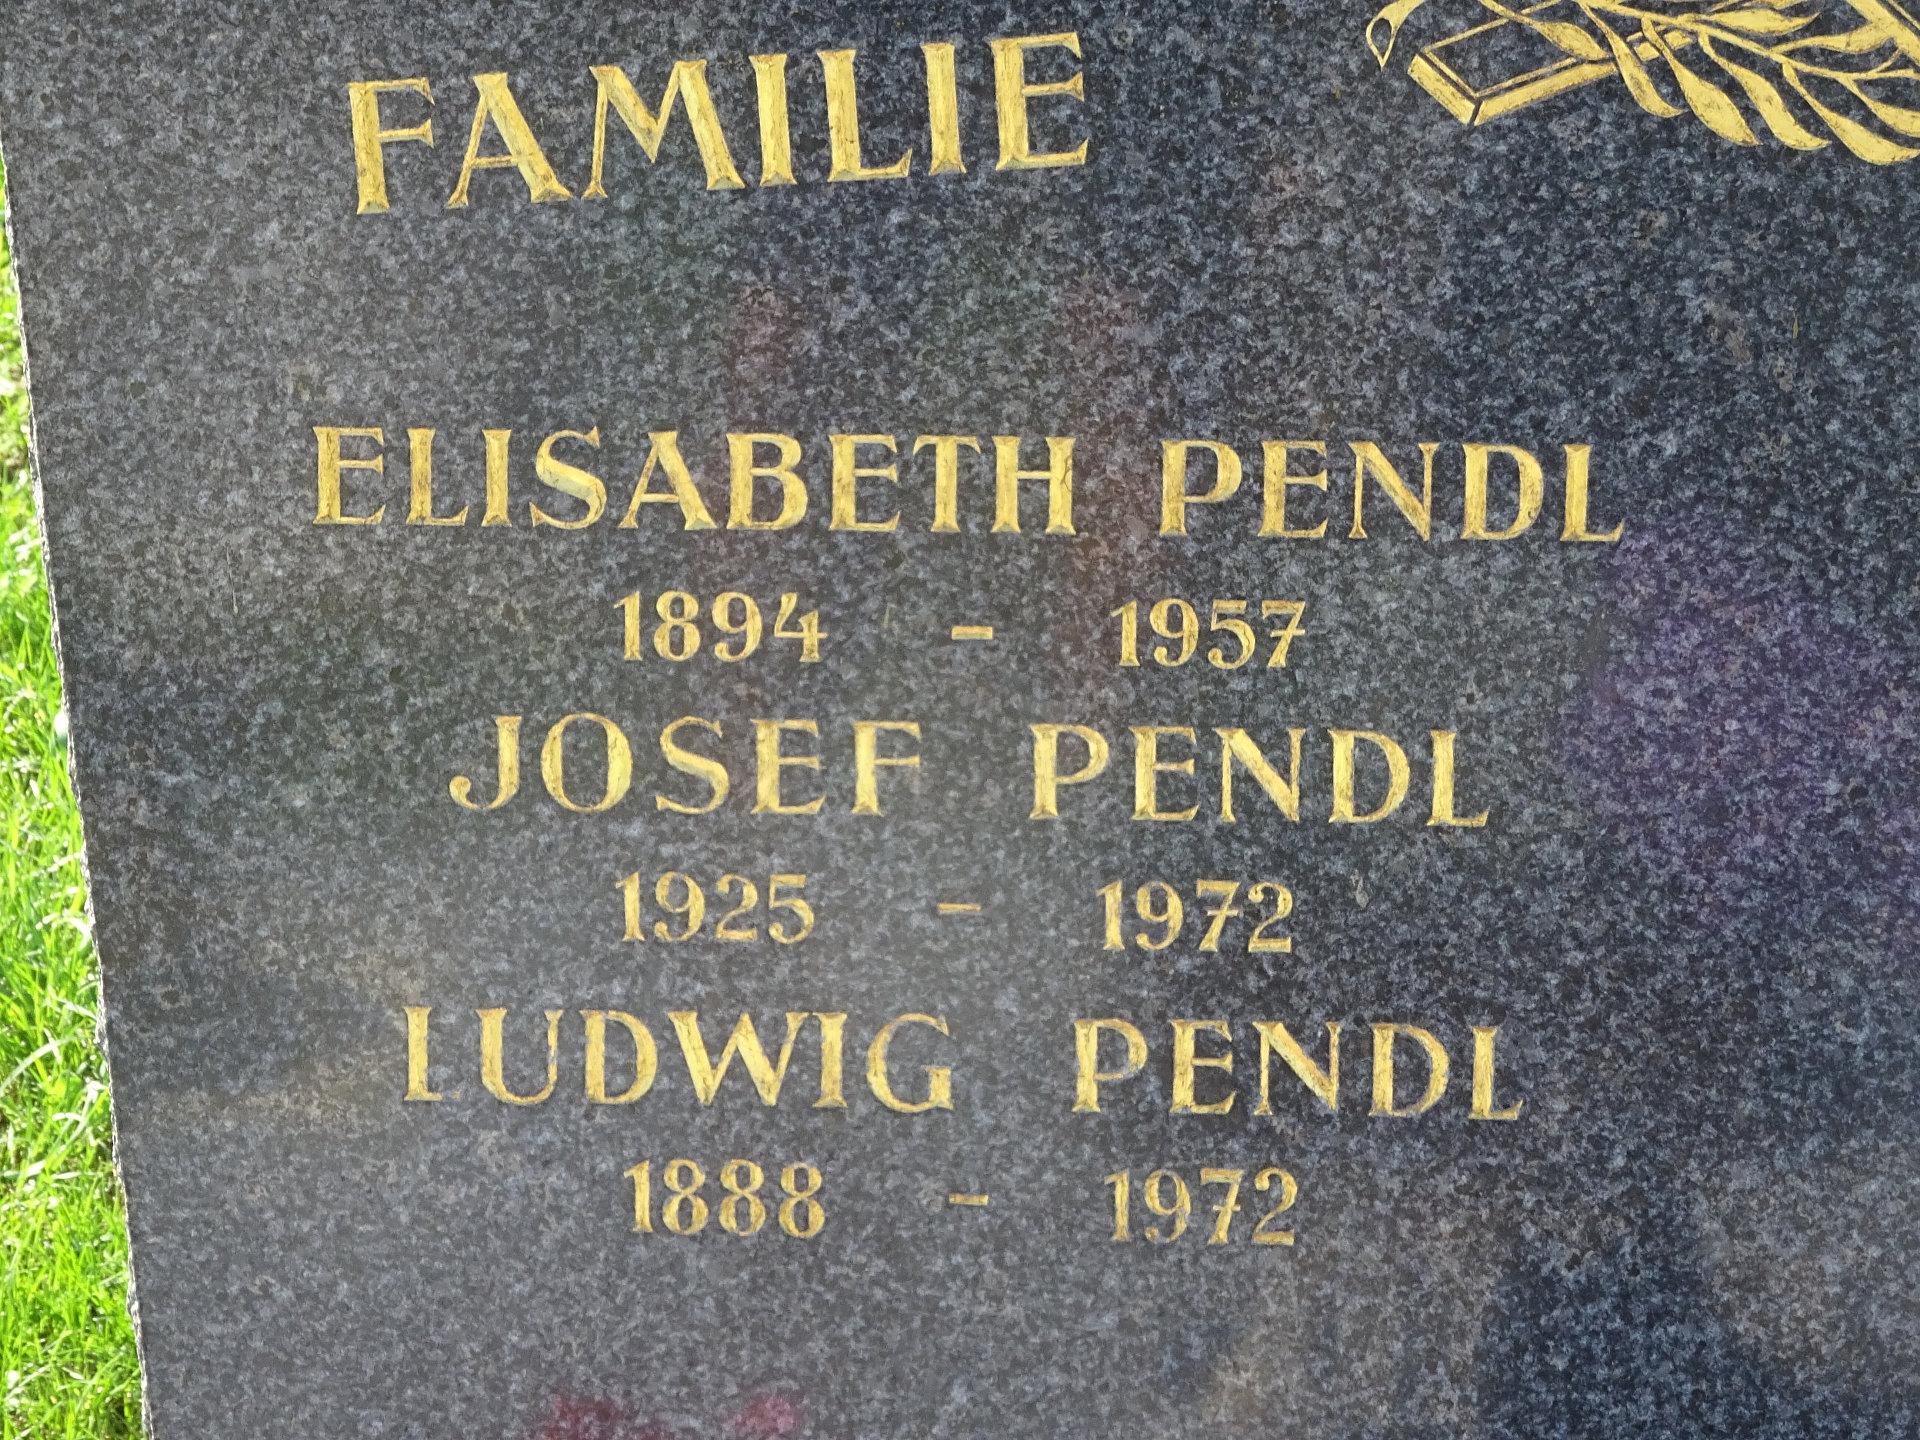 FAMILIE
ELISABETH PENDL
1894 - 1957
JOSEF PENDL
1925 - 1972
LUDWIG PENDL
1888 - 1972